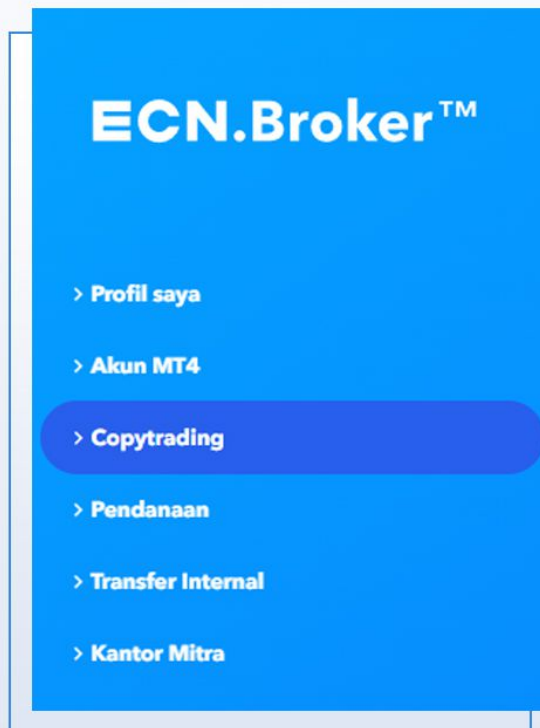 ECN.Broker™
> Profil saya
> Akun MT4
> Copytrading
> Pendanaan
> Transfer Internal
> Kantor Mitra